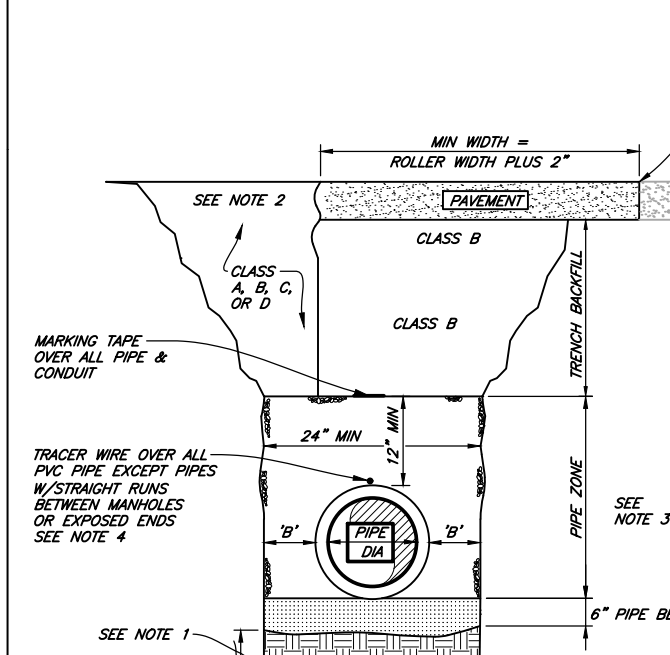 MIN WIDTH =
ROLLER WIDTH PLUS 2"
SEE NOTE 2
PAVEMENT
CLASS B
CLASS
A, B, C,
OR D
CLASS B
TRENCH BACKFILL
MARKING TAPE
OVER ALL PIPE &
CONDUIT
24" MIN
12" MIN
TRACER WIRE OVER ALL
PVC PIPE EXCEPT PIPES
W/STRAIGHT RUNS
BETWEEN MANHOLES
OR EXPOSED ENDS
SEE NOTE 4
PIPE ZONE
SEE
NOTE 3
'B'
PIPE
DIA
'B'
6" PIPE BE
SEE NOTE 1